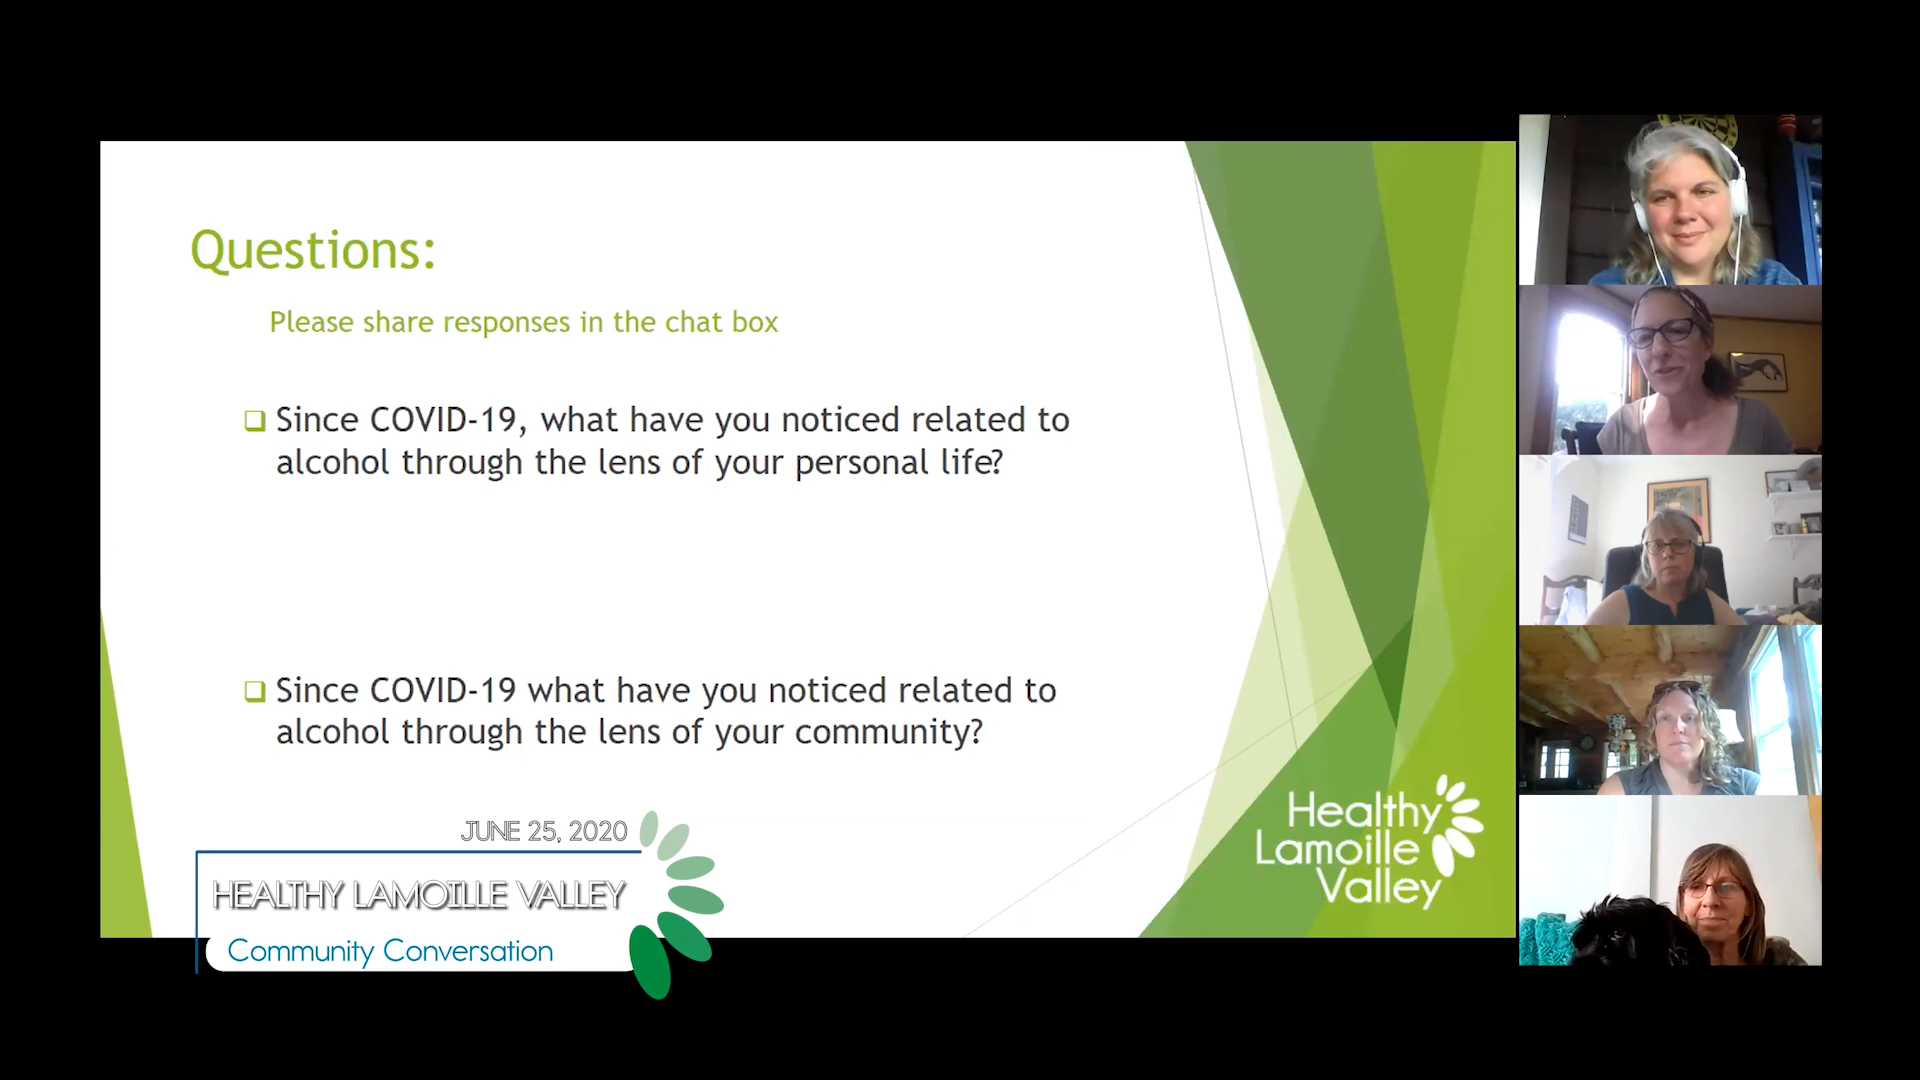 Questions:
Please share responses in the chat box
❑ Since COVID-19, what have you noticed related to
alcohol through the lens of your personal life?
❑ Since COVID-19 what have you noticed related to
alcohol through the lens of your community?
Healthy
Lamoille
Valley
JUNE 25, 2020
HEALTHY LAMOILLE VALLEY
Community Conversation